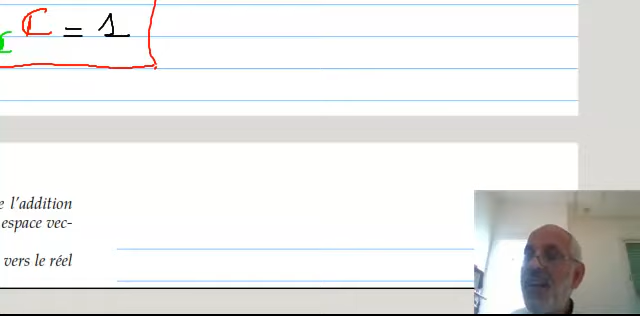 ℂ ℂ = 1
e l'addition
espace vec-
vers le réel